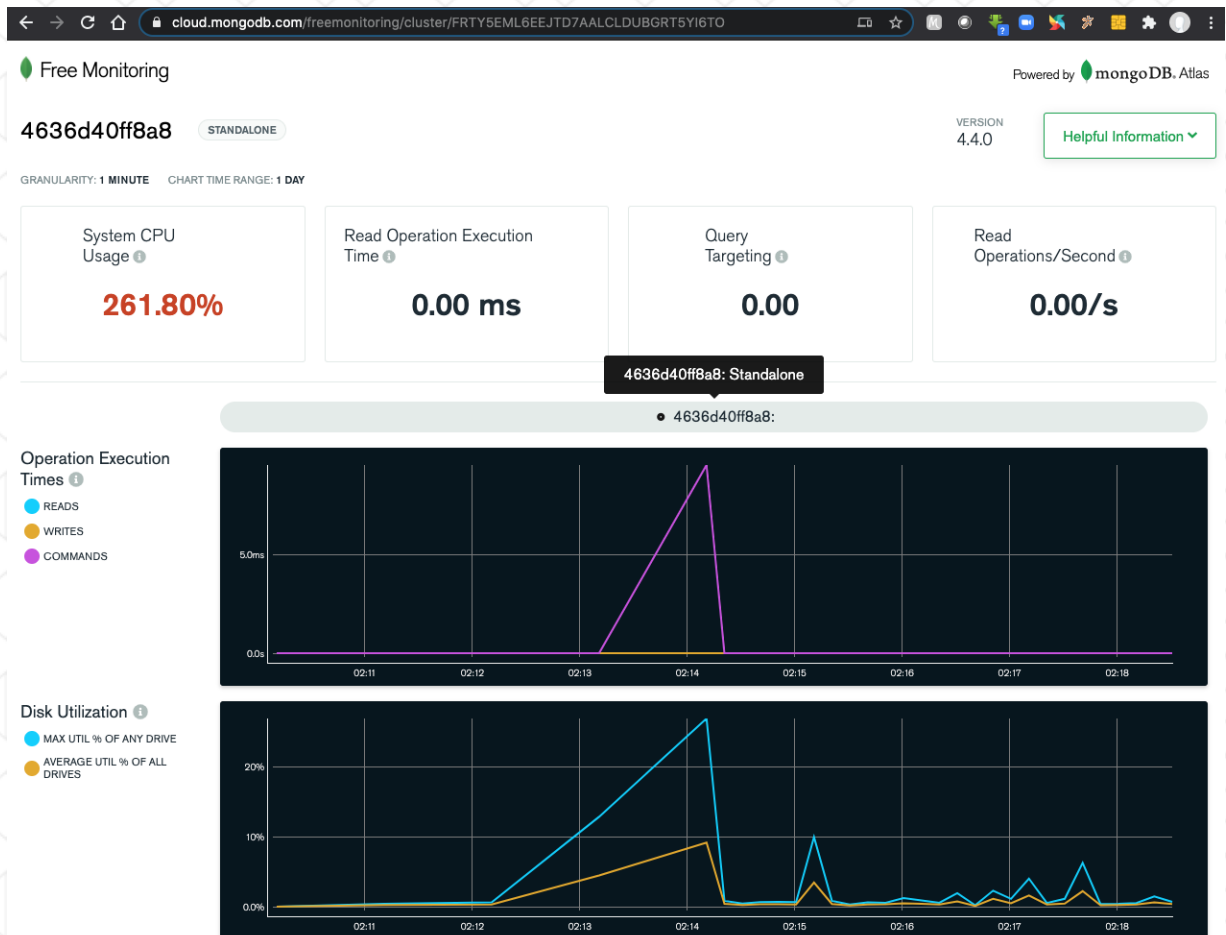 cloud.mongodb.com/freemonitoring/cluster/FRTY5EML6EEJTD7AALCLDUBGRT5YI6TO
Free Monitoring
Powered by mongoDB. Atlas
4636d40ff8a8 STANDALONE
VERSION
4.4.0
Helpful Information
GRANULARITY: 1 MINUTE CHART TIME RANGE: 1 DAY
System CPU
Usage
261.80%
Read Operation Execution
Time
0.00 ms
Query
Targeting
0.00
Read
Operations/Second
0.00/s
4636d40ff8a8: Standalone
4636d40ff8a8:
Operation Execution
Times
READS
WRITES
COMMANDS
5.0ms
0.0s
02:11 02:12 02:13 02:14 02:15 02:16 02:17 02:18
Disk Utilization
MAX UTIL % OF ANY DRIVE
AVERAGE UTIL % OF ALL
DRIVES
20%
10%
0.0%
02:11 02:12 02:13 02:14 02:15 02:16 02:17 02:18